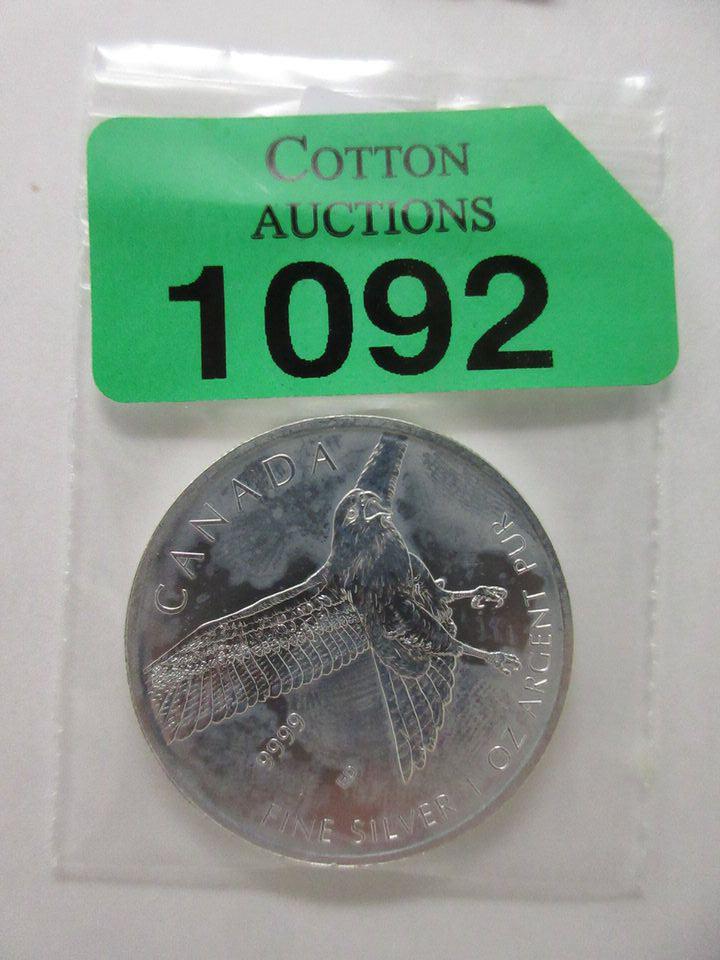 COTTON
AUCTIONS
1092
CANADA
9999
FINE SILVER 1 OZ ARGENT PUR